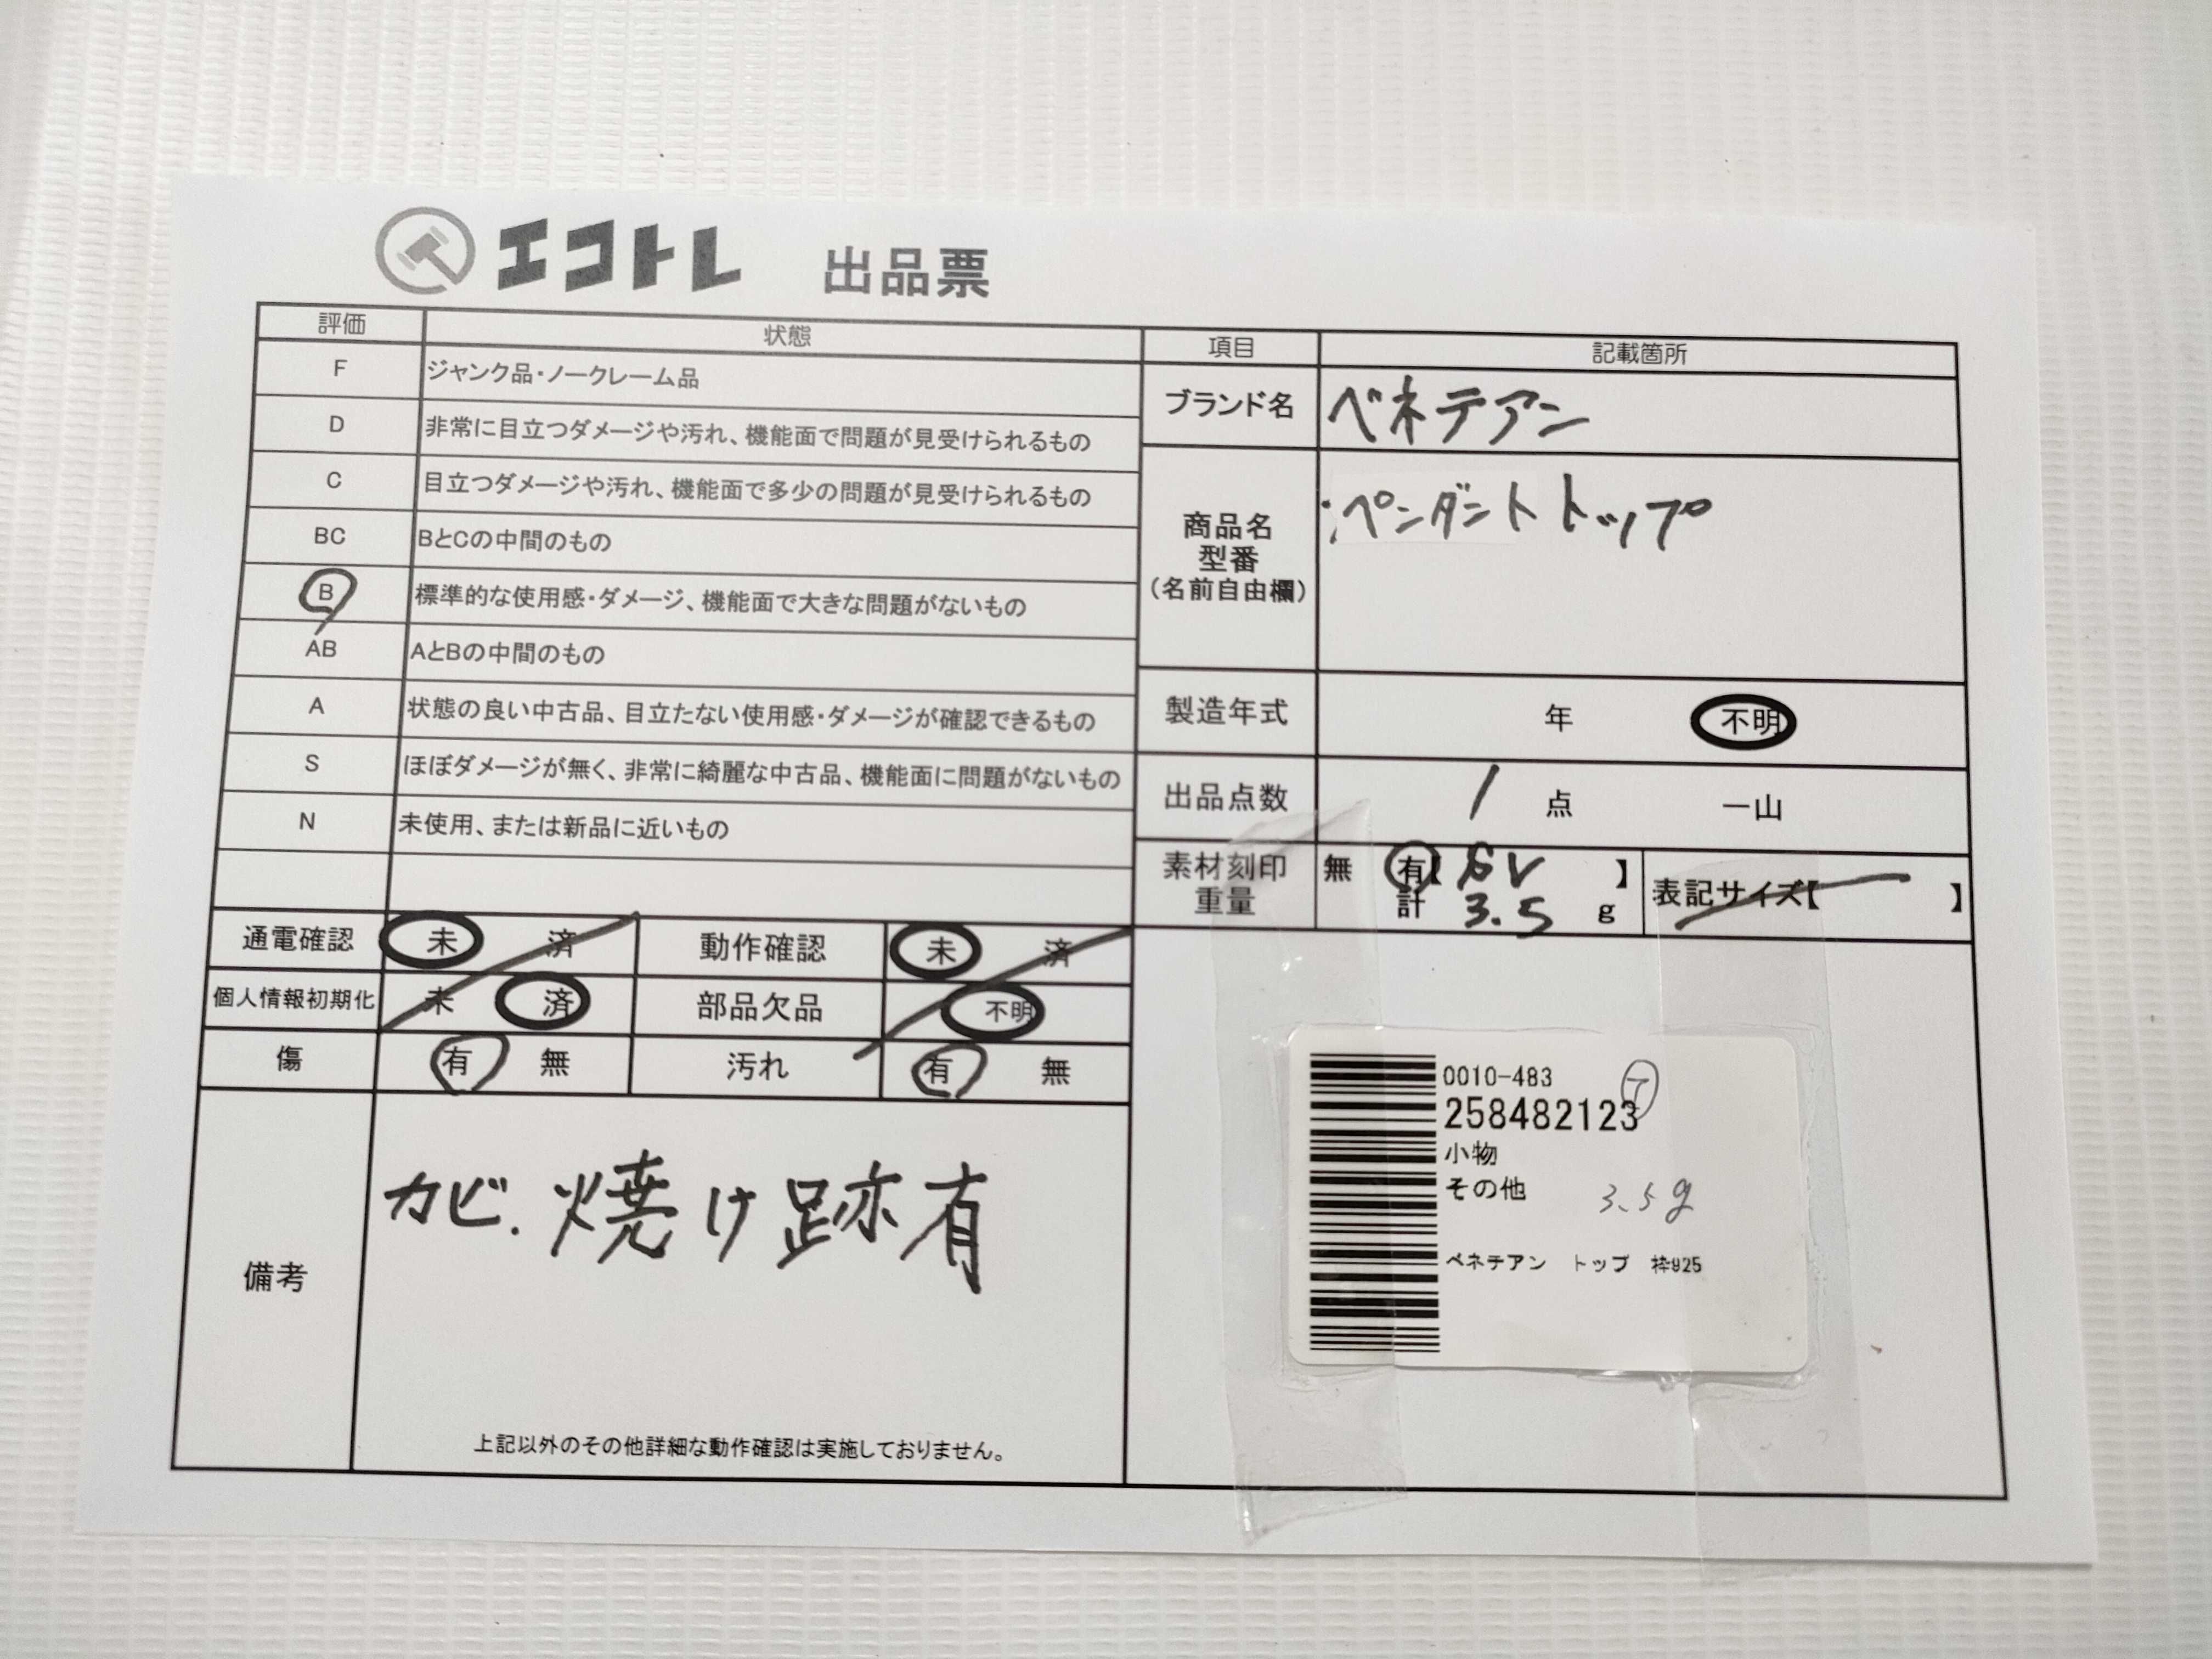 エコトレ 出品票
評価 状態
F ジャンク品・ノークレーム品
D 非常に目立つダメージや汚れ、機能面で問題が見受けられるもの
C 目立つダメージや汚れ、機能面で多少の問題が見受けられるもの
BC BとCの中間のもの
B 標準的な使用感・ダメージ、機能面で大きな問題がないもの
AB AとBの中間のもの
A 状態の良い中古品、目立たない使用感・ダメージが確認できるもの
S ほぼダメージが無く、非常に綺麗な中古品、機能面に問題がないもの
N 未使用、または新品に近いもの
通電確認 未 済 動作確認 未 済
個人情報初期化 未 済 部品欠品 不明
傷 有 無 汚れ 有 無
備考
カビ.焼け跡有
上記以外のその他詳細な動作確認は実施しておりません。
項目 記載箇所
ブランド名 ベネテアン
商品名
型番
(名前自由欄)
・ペンダントトップ
製造年式 年 不明
出品点数 1 点 一山
素材刻印 無 有【 SV 】
重量 計 3.5 g
表記サイズ【 】
0010-483
258482123
小物
その他 3.5g
ベネテアン トップ 枠925